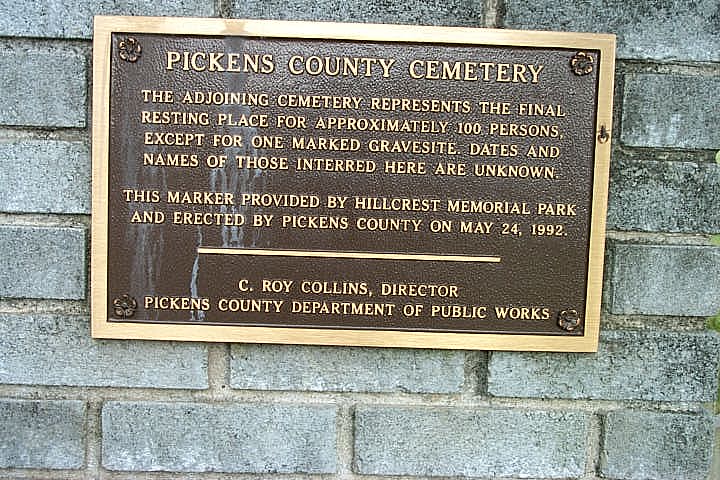 PICKENS COUNTY CEMETERY
THE ADJOINING CEMETERY REPRESENTS THE FINAL
RESTING PLACE FOR APPROXIMATELY 100 PERSONS,
EXCEPT FOR ONE MARKED GRAVESITE. DATES AND
NAMES OF THOSE INTERRED HERE ARE UNKNOWN.
THIS MARKER PROVIDED BY HILLCREST MEMORIAL PARK
AND ERECTED BY PICKENS COUNTY ON MAY 24, 1992.
C. ROY COLLINS, DIRECTOR
PICKENS COUNTY DEPARTMENT OF PUBLIC WORKS